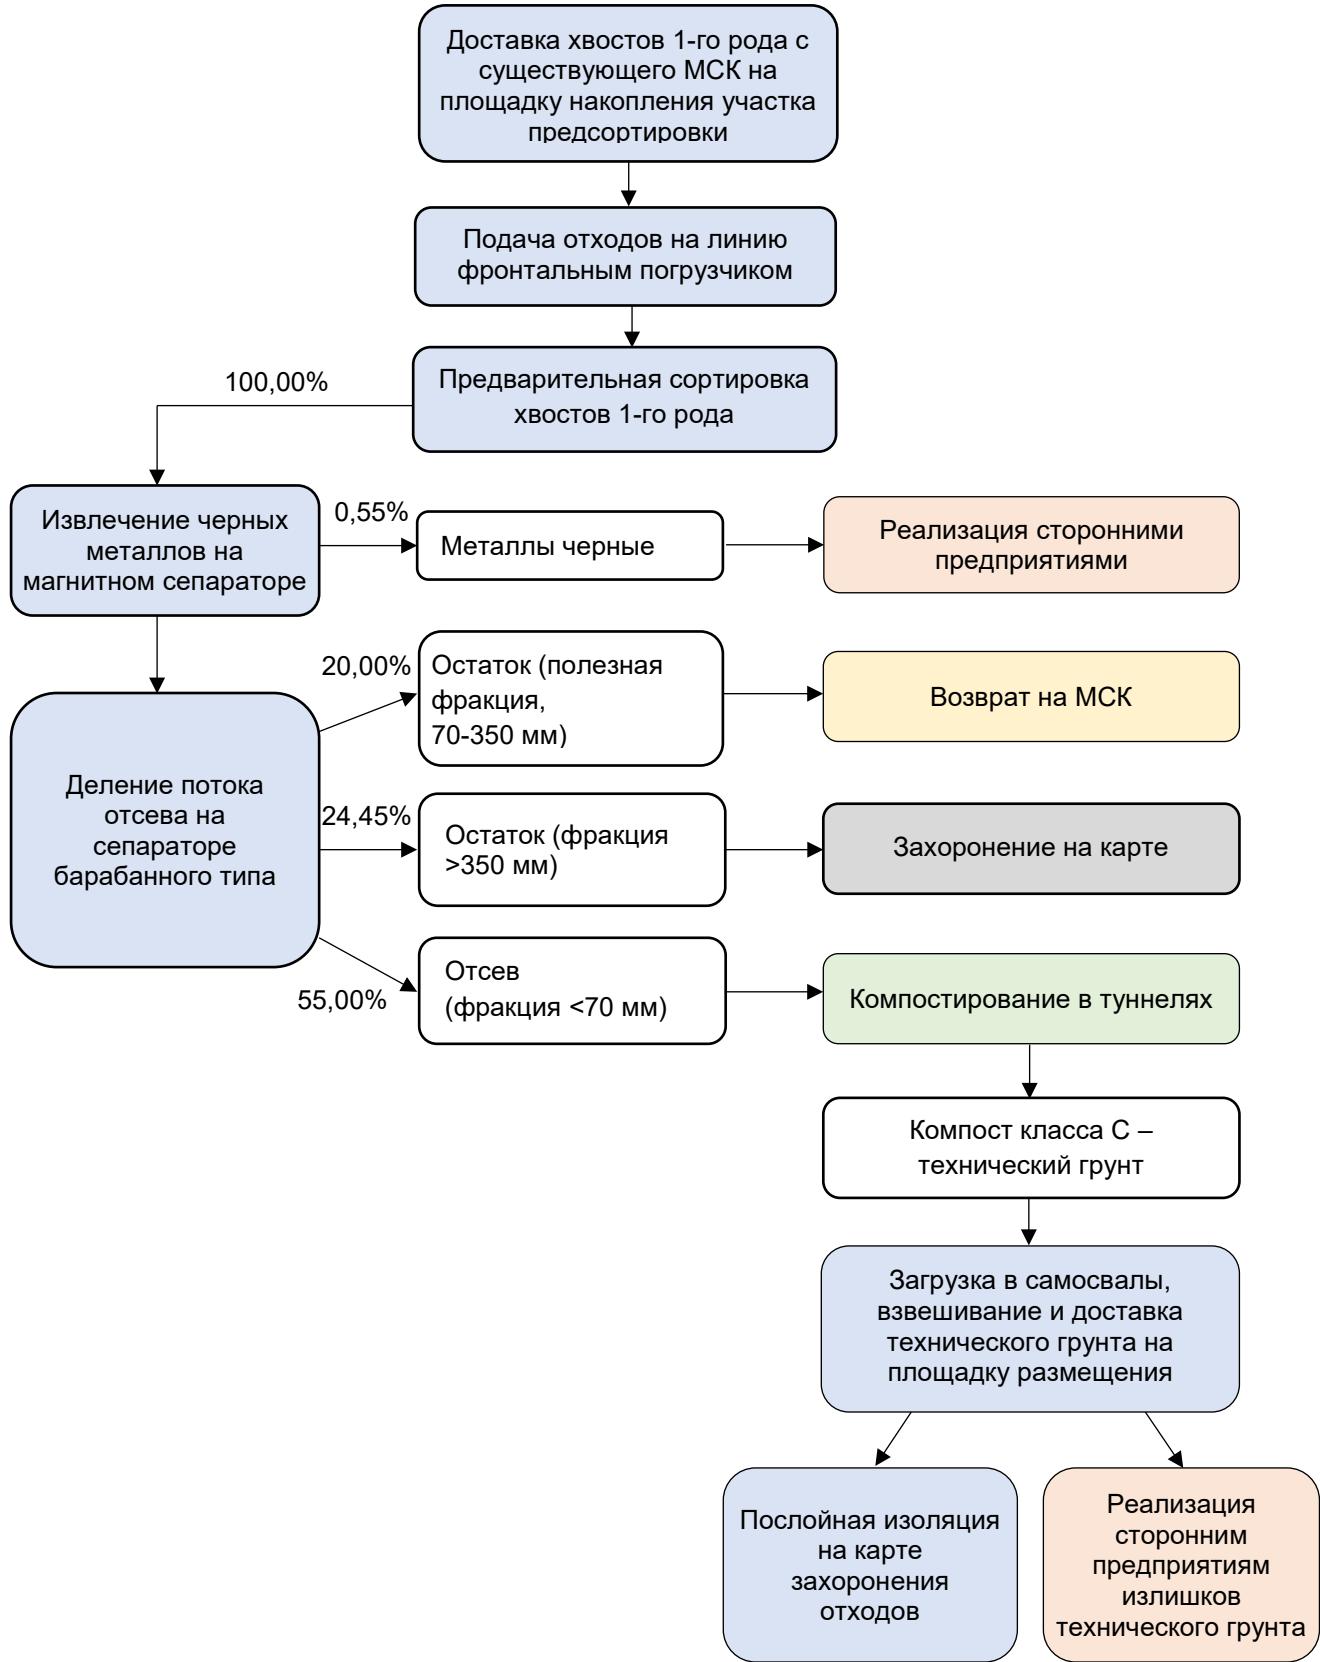 Доставка хвостов 1-го рода с
существующего МСК на
площадку накопления участка
предсортировки
Подача отходов на линию
фронтальным погрузчиком
Предварительная сортировка
хвостов 1-го рода
100,00%
Извлечение черных
металлов на
магнитном сепараторе
0,55%
Металлы черные
Реализация сторонними
предприятиями
Деление потока
отсева на
сепараторе
барабанного типа
20,00%
Остаток (полезная
фракция,
70-350 мм)
Возврат на МСК
24,45%
Остаток (фракция
>350 мм)
Захоронение на карте
55,00%
Отсев
(фракция <70 мм)
Компостирование в туннелях
Компост класса С –
технический грунт
Загрузка в самосвалы,
взвешивание и доставка
технического грунта на
площадку размещения
Послойная изоляция
на карте
захоронения
отходов
Реализация
сторонним
предприятиям
излишков
технического грунта